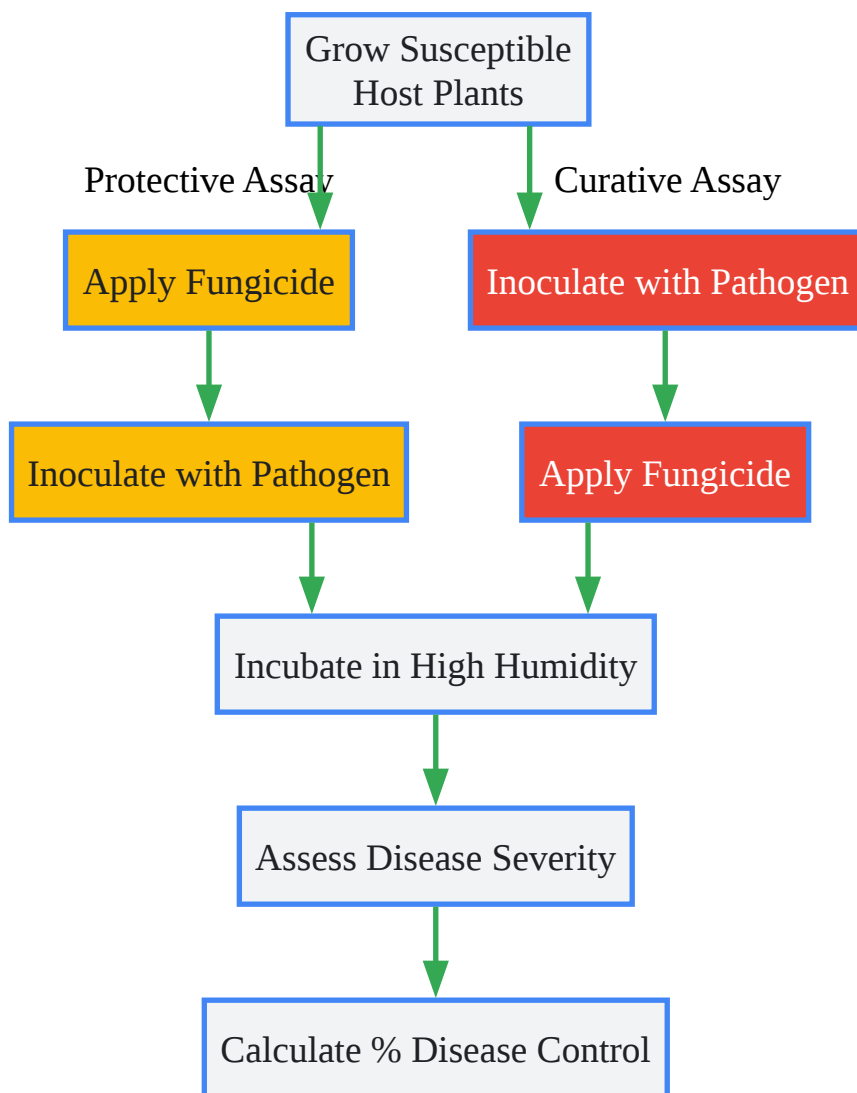 Grow Susceptible
Host Plants
Protective Assay
Curative Assay
Apply Fungicide
Inoculate with Pathogen
Inoculate with Pathogen
Apply Fungicide
Incubate in High Humidity
Assess Disease Severity
Calculate % Disease Control